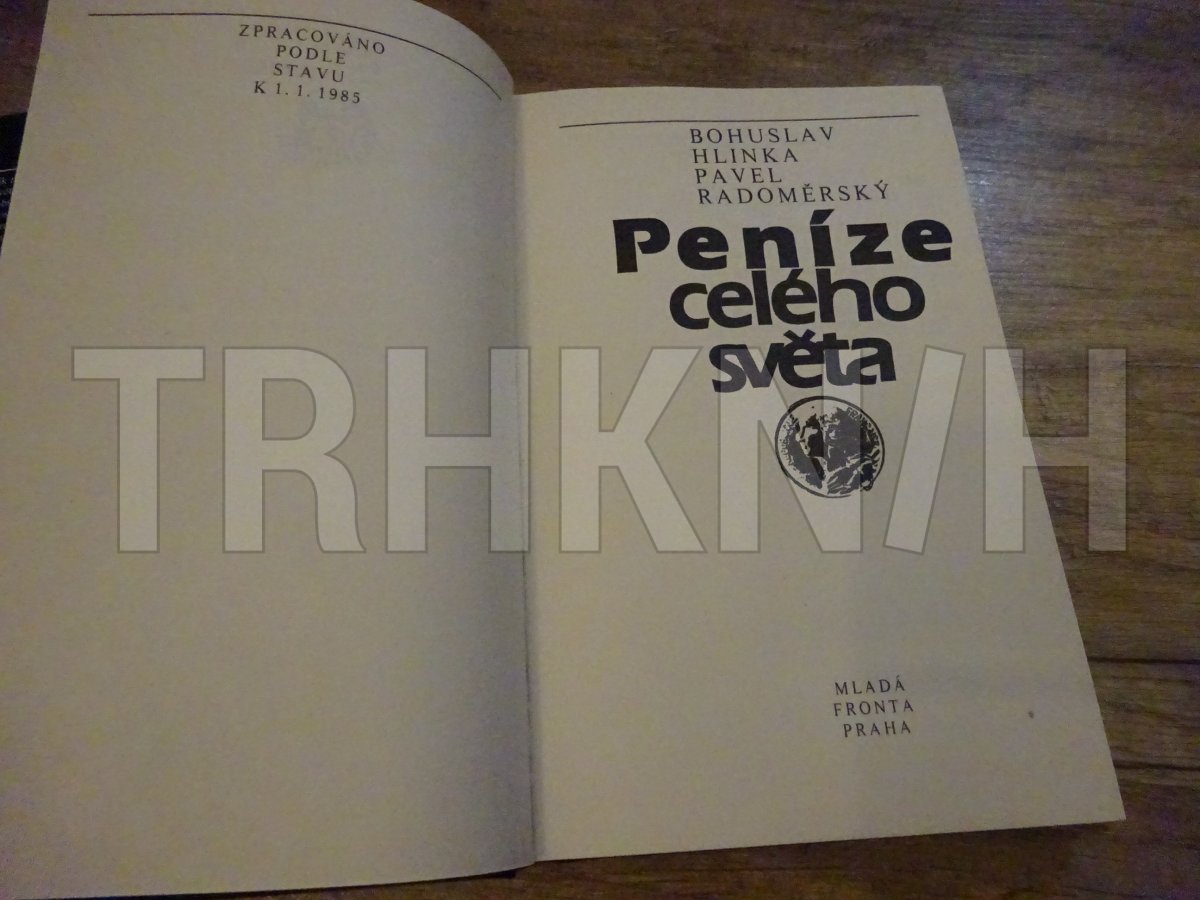 ZPRACOVÁNO
PODLE
STAVU
K 1. 1. 1985
BOHUSLAV
HLINKA
PAVEL
RADOMĚRSKÝ
Peníze
celého
světa
MLADÁ
FRONTA
PRAHA
TRHKNIH